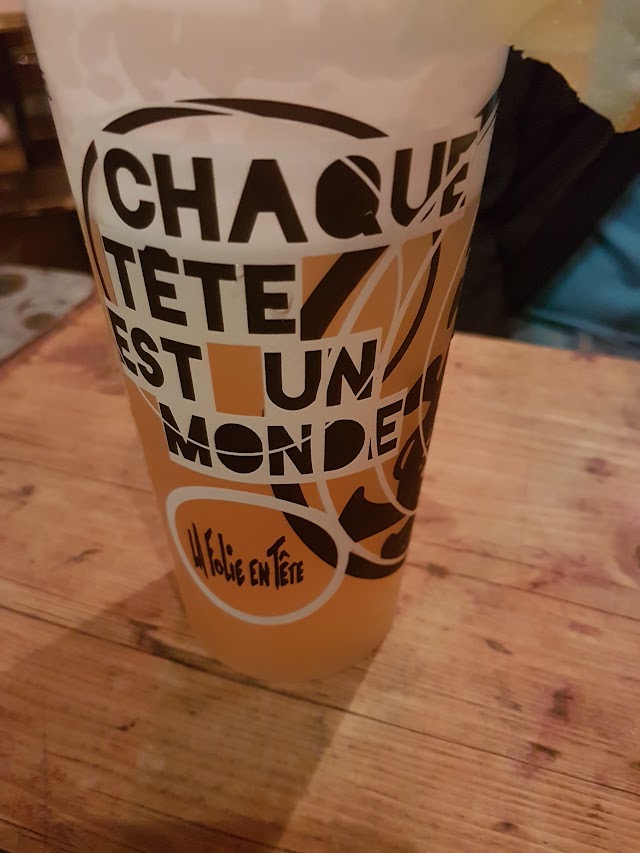 CHAQUE
TÊTE
EST UN
MONDE
LA FOLIE EN TÊTE